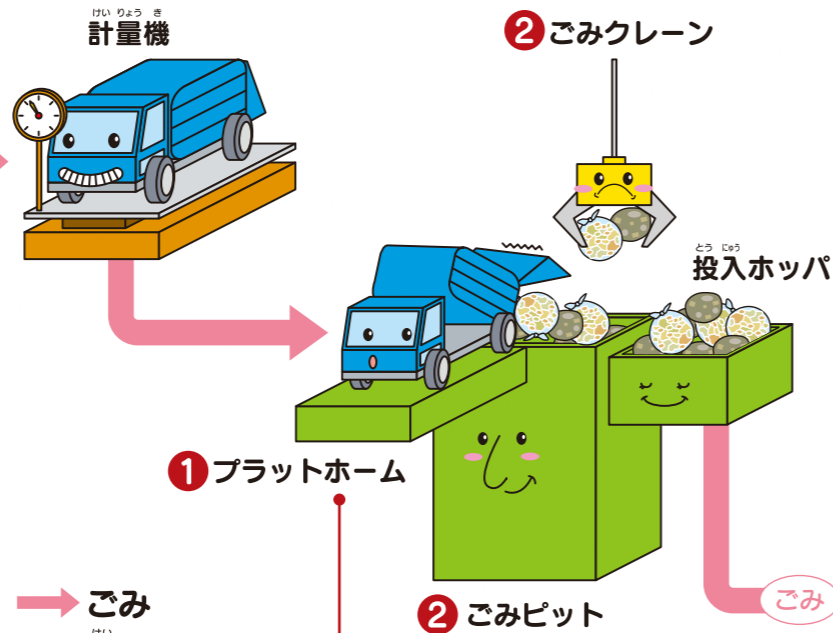 けい りょう き
計量機
2 ごみクレーン
とう にゅう
投入ホッパ
1 プラットホーム
2 ごみピット
ごみ
ごみ
けい